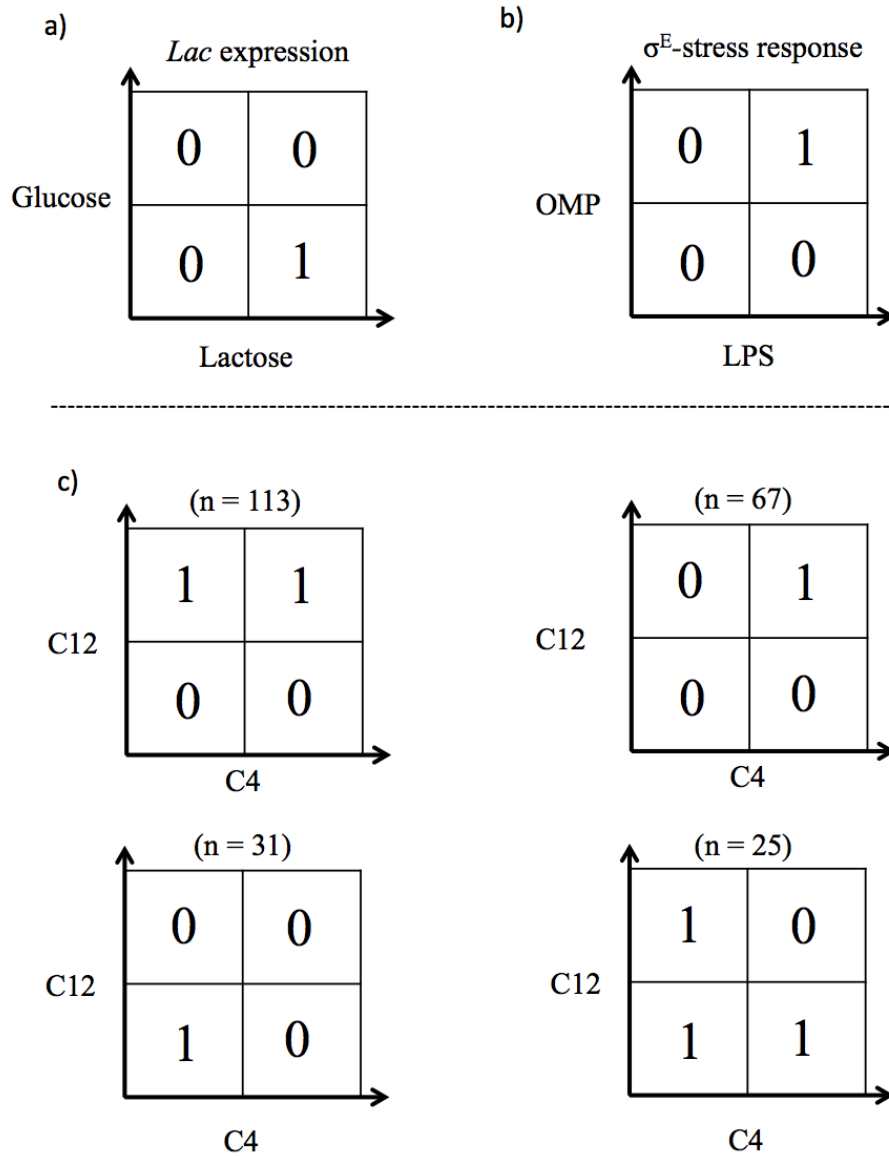 a)
Lac expression
0 0
Glucose
0 1
Lactose
b)
σᴱ-stress response
0 1
OMP
0 0
LPS
c)
(n = 113)
1 1
C12
0 0
C4
(n = 67)
0 1
C12
0 0
C4
(n = 31)
0 0
C12
1 0
C4
(n = 25)
1 0
C12
1 1
C4